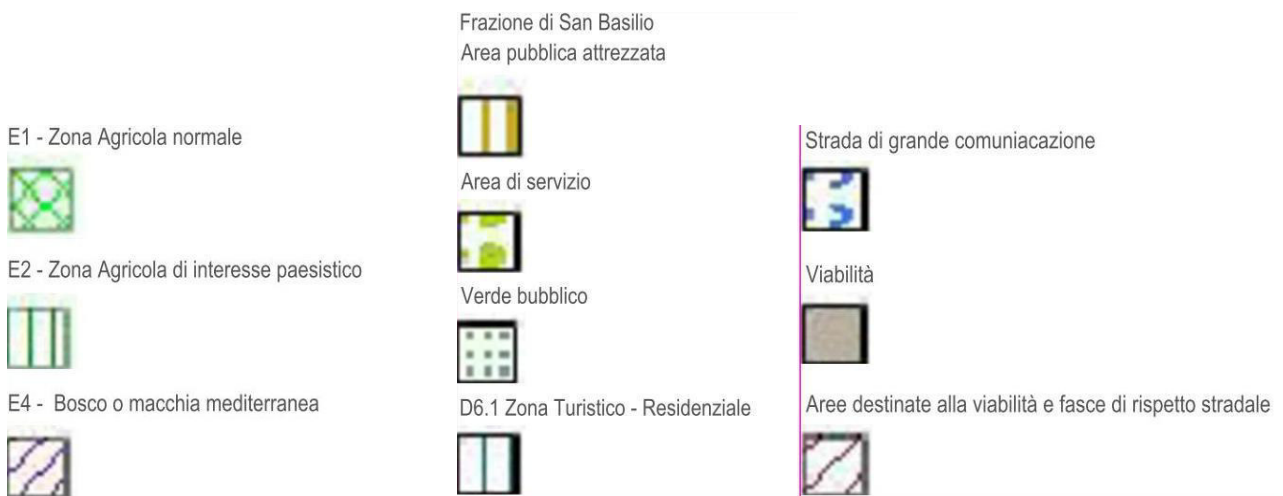 E1 - Zona Agricola normale
E2 - Zona Agricola di interesse paesistico
E4 - Bosco o macchia mediterranea
Frazione di San Basilio
Area pubblica attrezzata
Area di servizio
Verde bubblico
D6.1 Zona Turistico - Residenziale
Strada di grande comuniacazione
Viabilità
Aree destinate alla viabilità e fasce di rispetto stradale